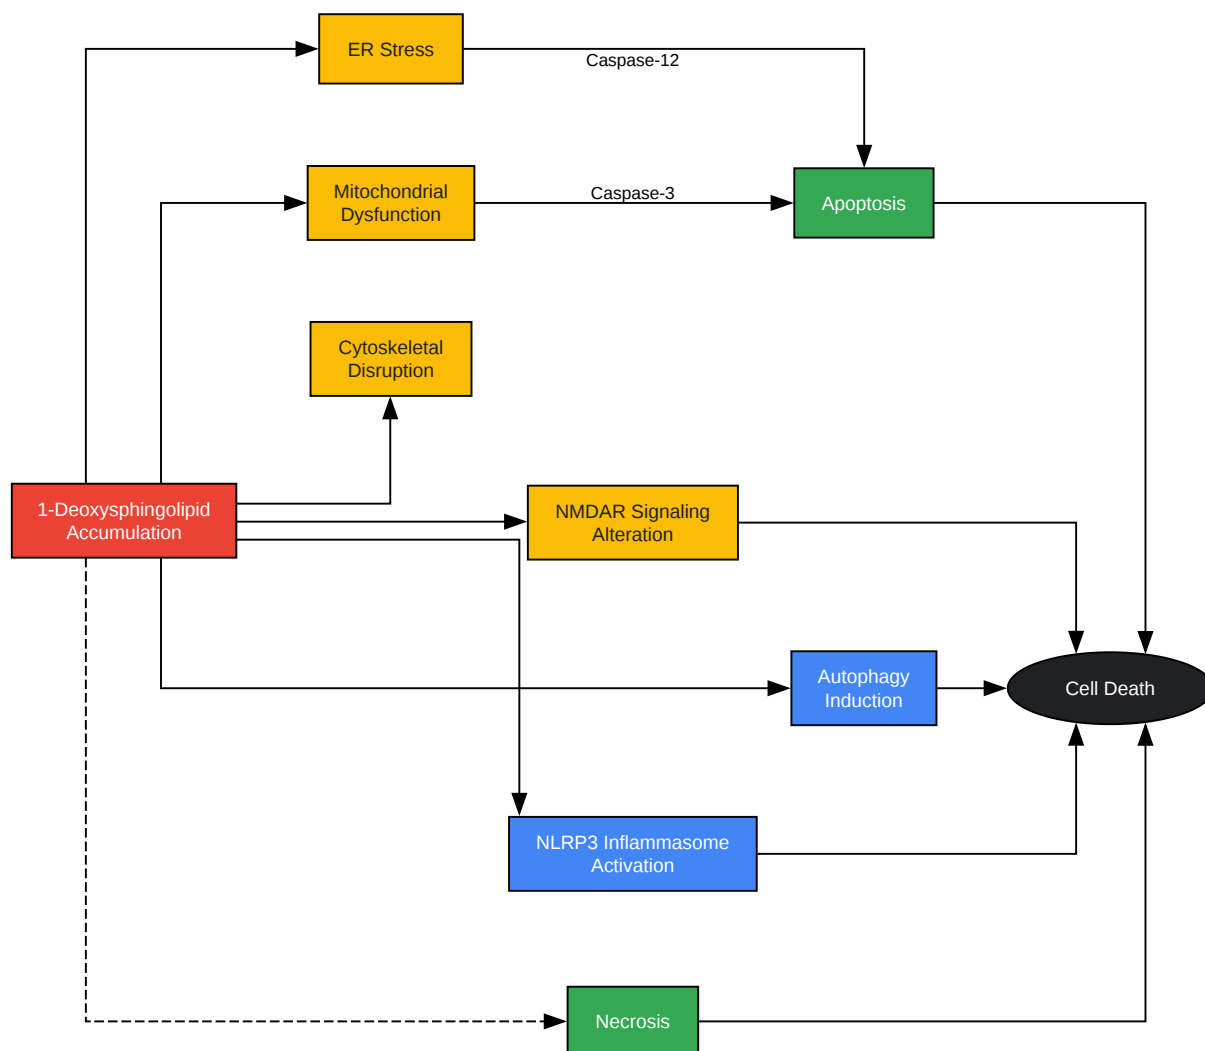 ER Stress
Caspase-12
Mitochondrial
Dysfunction
Caspase-3
Apoptosis
Cytoskeletal
Disruption
1-Deoxysphingolipid
Accumulation
NMDAR Signaling
Alteration
Autophagy
Induction
Cell Death
NLRP3 Inflammasome
Activation
Necrosis